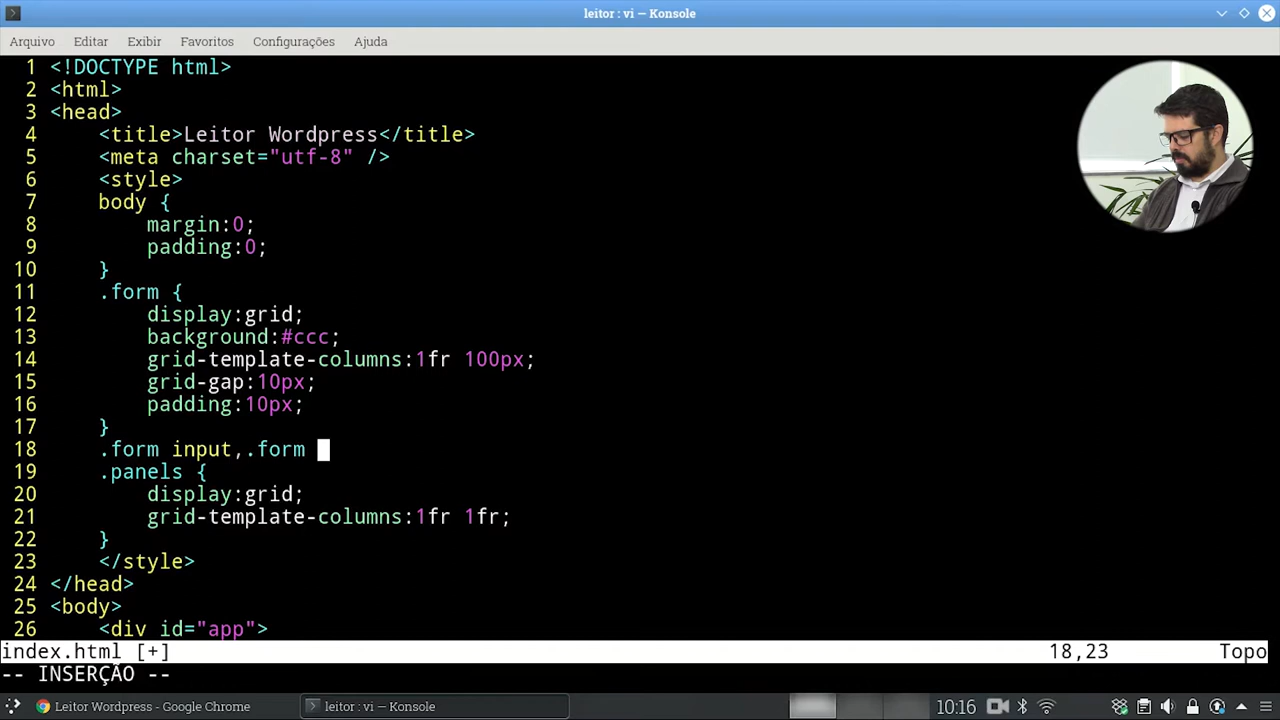 leitor : vi — Konsole
Arquivo Editar Exibir Favoritos Configurações Ajuda
1 <!DOCTYPE html>
2 <html>
3 <head>
4 <title>Leitor Wordpress</title>
5 <meta charset="utf-8" />
6 <style>
7 body {
8 margin:0;
9 padding:0;
10 }
11 .form {
12 display:grid;
13 background:#ccc;
14 grid-template-columns:1fr 100px;
15 grid-gap:10px;
16 padding:10px;
17 }
18 .form input,.form
19 .panels {
20 display:grid;
21 grid-template-columns:1fr 1fr;
22 }
23 </style>
24 </head>
25 <body>
26 <div id="app">
index.html [+] 18,23 Topo
-- INSERÇÃO --
Leitor Wordpress - Google Chrome leitor : vi — Konsole 10:16